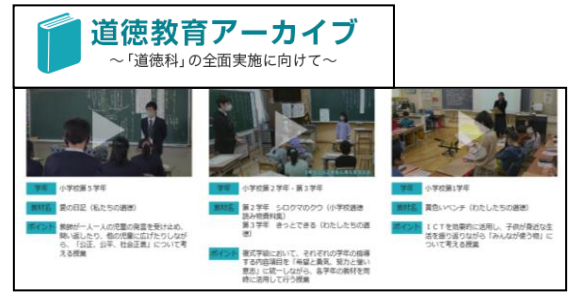 道徳教育アーカイブ
～「道徳科」の全面実施に向けて～
学年 小学校第5学年
教材名 愛の日記（私たちの道徳）
ポイント 教師が一人一人の児童の発言を受け止め、
問い返したり、他の児童に広げたりしなが
ら、「公正、公平、社会正義」について考
える授業
学年 小学校第2学年・第3学年
教材名 第2学年 シロクマのクウ（小学校道徳
読み物資料集）
第3学年 きっとできる（わたしたちの道
徳）
ポイント 複式学級において、それぞれの学年の指導
する内容項目を「希望と勇気、努力と強い
意志」に統一しながら、各学年の教材を同
時に活用して行う授業
学年 小学校第1学年
教材名 黄色いベンチ（わたしたちの道徳）
ポイント ICTを効果的に活用し、子供が身近な生
活を振り返りながら「みんなが使う物」に
ついて考える授業